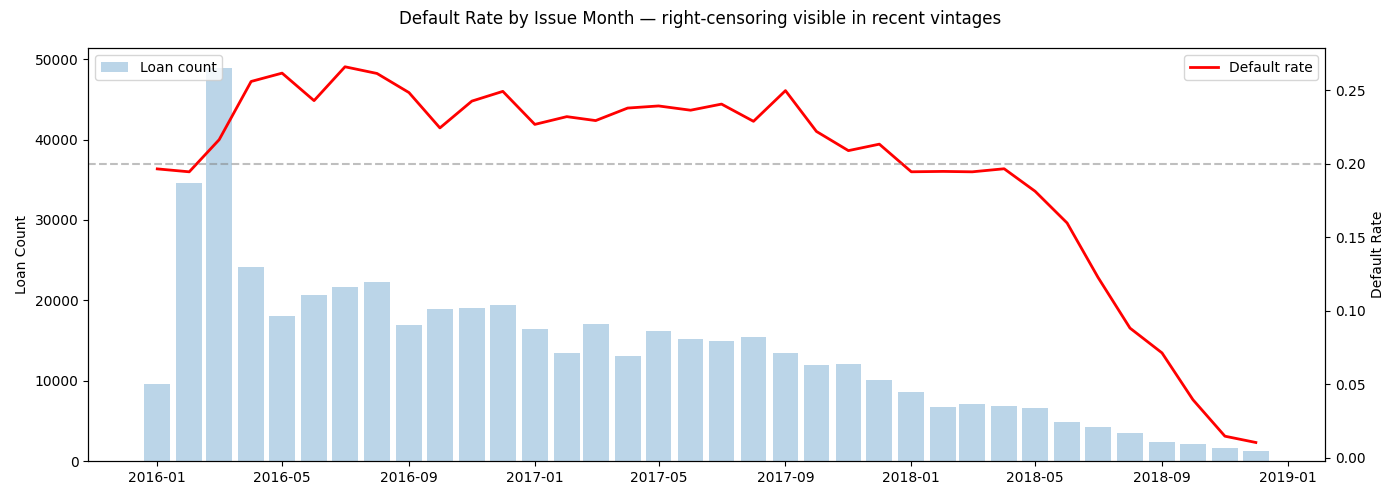 Default Rate by Issue Month — right-censoring visible in recent vintages
Loan count
Default rate
50000
40000
30000
20000
10000
0
Loan Count
0.25
0.20
0.15
0.10
0.05
0.00
Default Rate
2016-01 2016-05 2016-09 2017-01 2017-05 2017-09 2018-01 2018-05 2018-09 2019-01